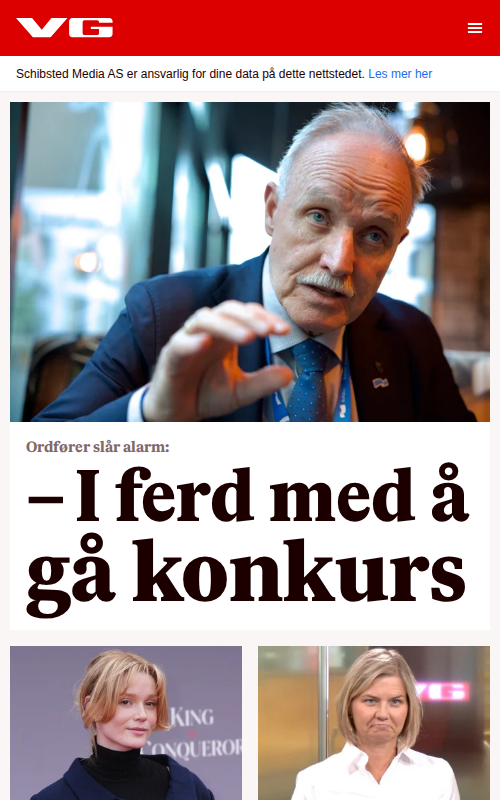 VG
Schibsted Media AS er ansvarlig for dine data på dette nettstedet. Les mer her
Ordfører slår alarm:
– I ferd med å
gå konkurs
KING
CONQUEROR
VG